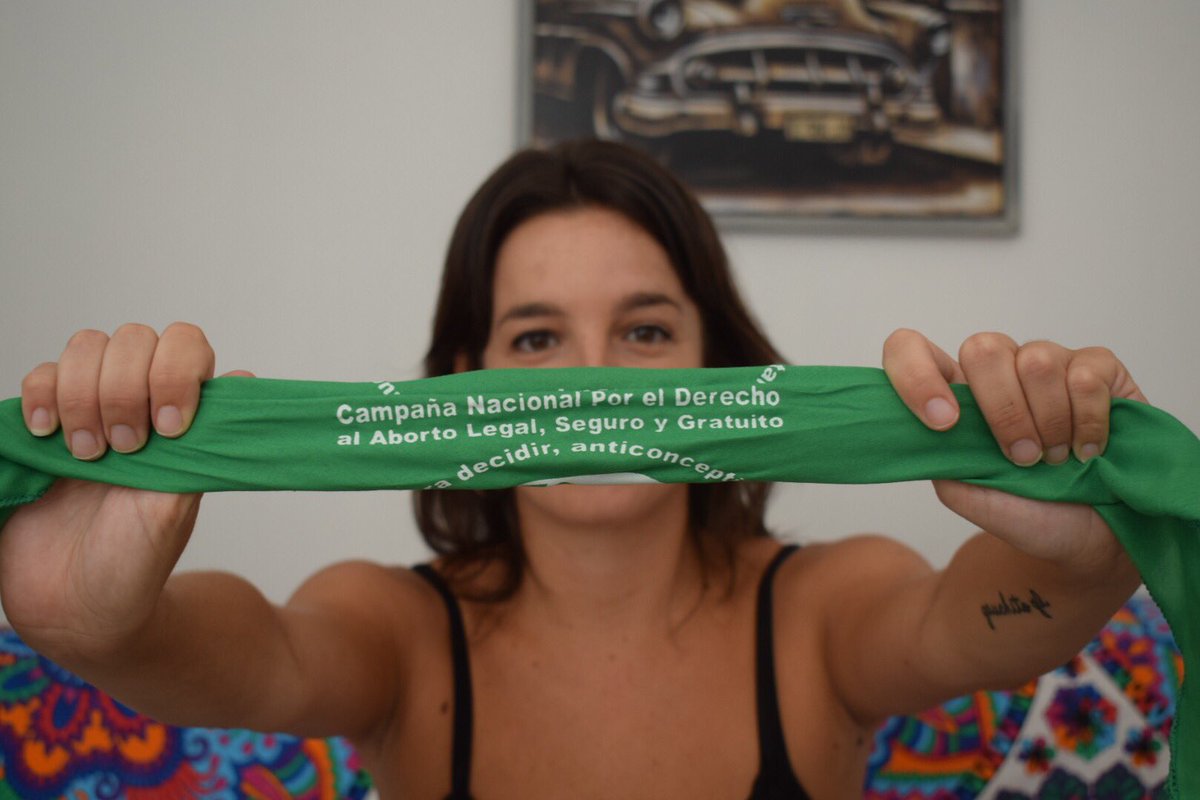 Campaña Nacional Por el Derecho
al Aborto Legal, Seguro y Gratuito
decidir,